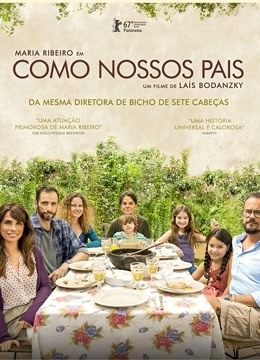 67°
Panorama
MARIA RIBEIRO EM
COMO NOSSOS PAIS
UM FILME DE LAÍS BODANZKY
DA MESMA DIRETORA DE BICHO DE SETE CABEÇAS
"UMA ATUAÇÃO
PRIMOROSA DE MARIA RIBEIRO"
THE HOLLYWOOD REPORTER
"UMA HISTÓRIA
UNIVERSAL E CALOROSA"
VARIETY